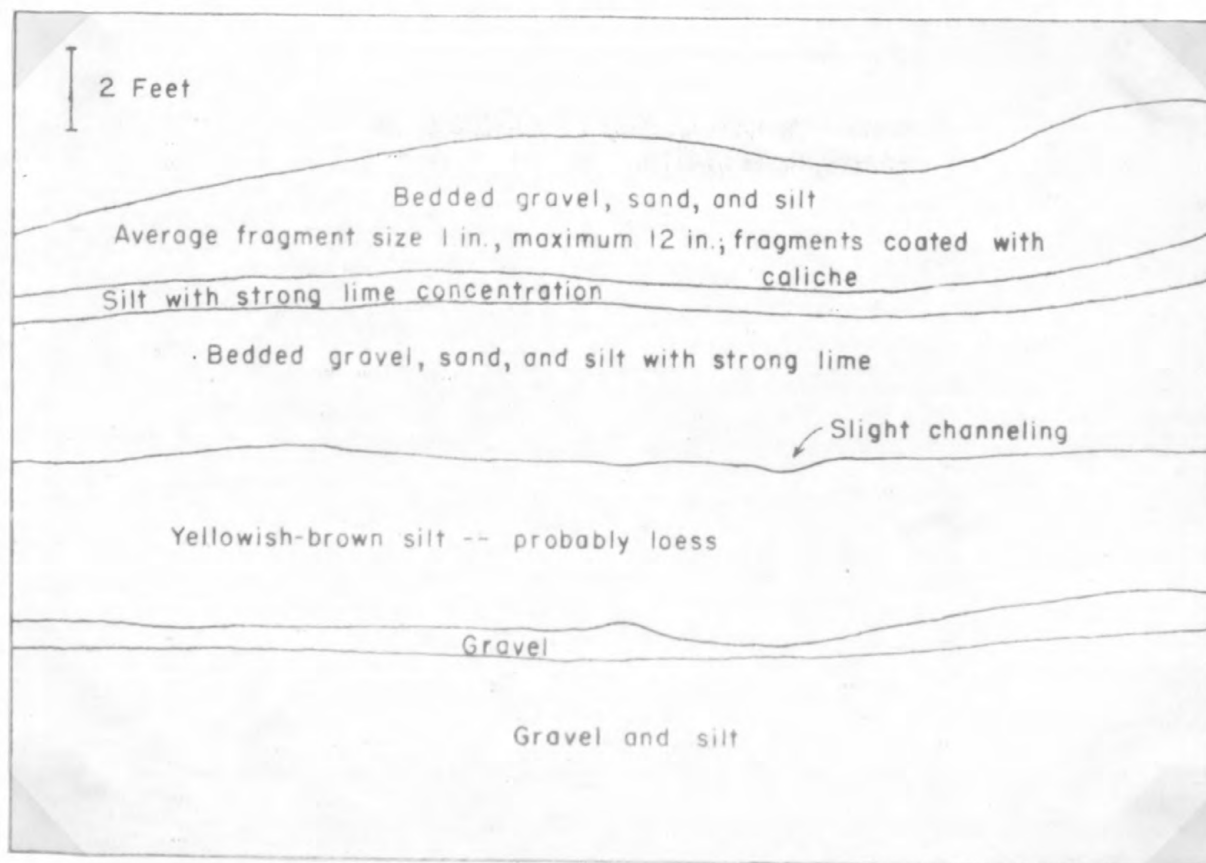 2 Feet
Bedded gravel, sand, and silt
Average fragment size 1 in., maximum 12 in.; fragments coated with
caliche
Silt with strong lime concentration
Bedded gravel, sand, and silt with strong lime
Slight channeling
Yellowish-brown silt -- probably loess
Gravel
Gravel and silt